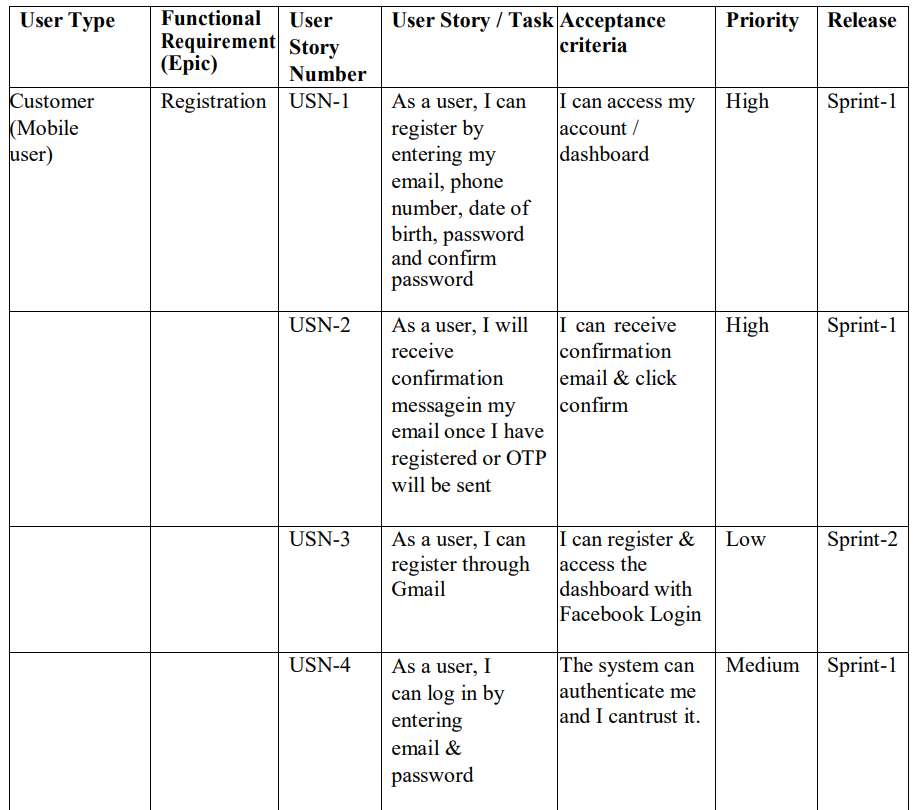 User Type
Functional
Requirement
(Epic)
User
Story
Number
User Story / Task
Acceptance
criteria
Priority
Release
Customer
(Mobile
user)
Registration
USN-1
As a user, I can
register by
entering my
email, phone
number, date of
birth, password
and confirm
password
I can access my
account /
dashboard
High
Sprint-1
USN-2
As a user, I will
receive
confirmation
messagein my
email once I have
registered or OTP
will be sent
I can receive
confirmation
email & click
confirm
High
Sprint-1
USN-3
As a user, I can
register through
Gmail
I can register &
access the
dashboard with
Facebook Login
Low
Sprint-2
USN-4
As a user, I
can log in by
entering
email &
password
The system can
authenticate me
and I cantrust it.
Medium
Sprint-1